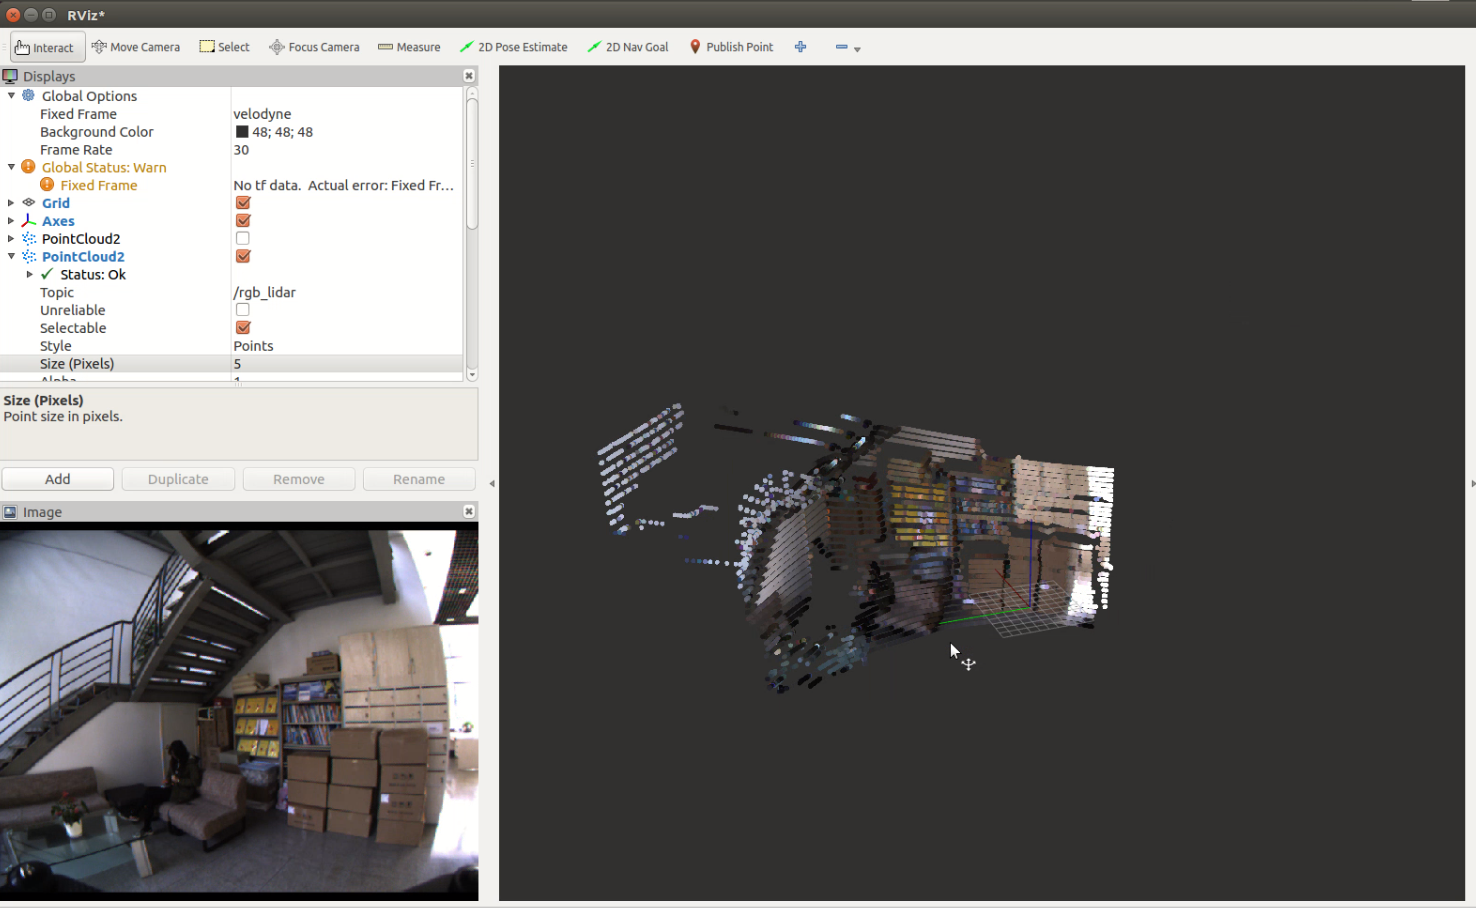 RViz*
Interact Move Camera Select Focus Camera Measure 2D Pose Estimate 2D Nav Goal Publish Point
Displays
Global Options
Fixed Frame velodyne
Background Color 48; 48; 48
Frame Rate 30
Global Status: Warn
Fixed Frame No tf data.  Actual error: Fixed Fr...
Grid
Axes
PointCloud2
PointCloud2
Status: Ok
Topic /rgb_lidar
Unreliable
Selectable
Style Points
Size (Pixels) 5
Alpha 1
Size (Pixels)
Point size in pixels.
Add Duplicate Remove Rename
Image